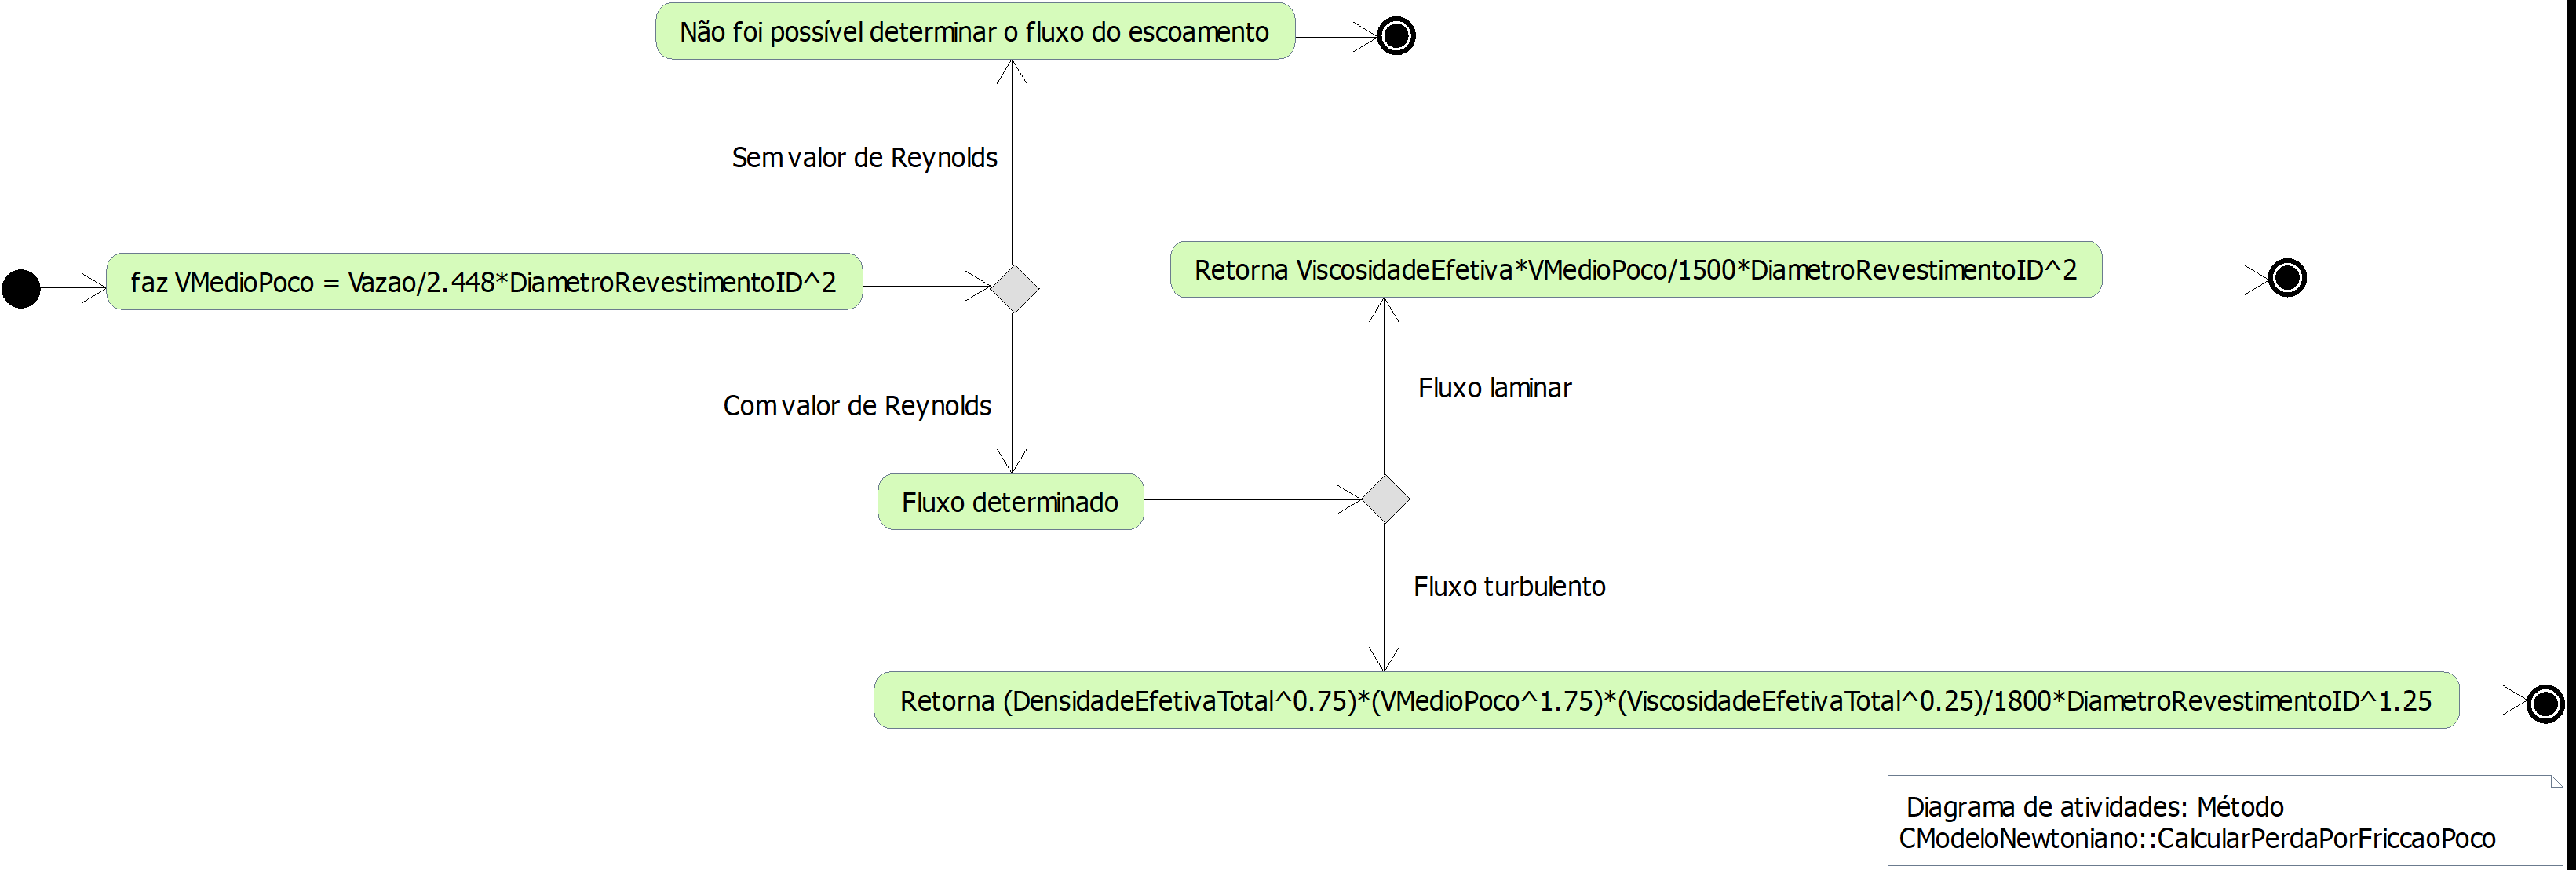 Não foi possível determinar o fluxo do escoamento
Sem valor de Reynolds
faz VMedioPoco = Vazao/2.448*DiametroRevestimentoID^2
Retorna ViscosidadeEfetiva*VMedioPoco/1500*DiametroRevestimentoID^2
Com valor de Reynolds
Fluxo laminar
Fluxo determinado
Fluxo turbulento
Retorna (DensidadeEfetivaTotal^0.75)*(VMedioPoco^1.75)*(ViscosidadeEfetivaTotal^0.25)/1800*DiametroRevestimentoID^1.25
Diagrama de atividades: Método
CModeloNewtoniano::CalcularPerdaPorFriccaoPoco